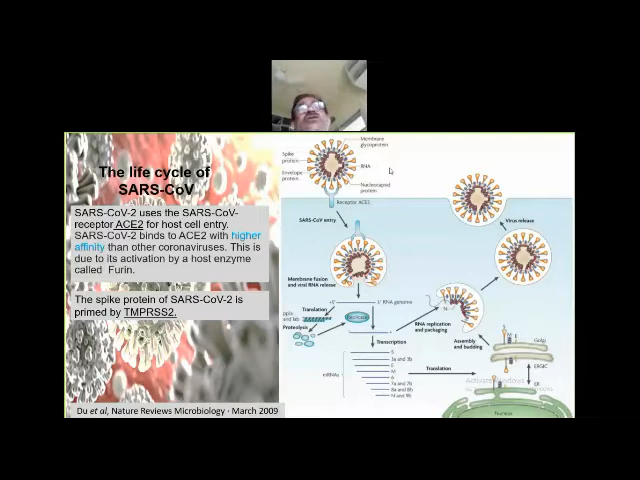 The life cycle of
SARS-CoV
SARS-CoV-2 uses the SARS-CoV-
receptor ACE2 for host cell entry.
SARS-CoV-2 binds to ACE2 with higher
affinity than other coronaviruses. This is
due to its activation by a host enzyme
called Furin.
The spike protein of SARS-CoV-2 is
primed by TMPRSS2.
Du et al, Nature Reviews Microbiology · March 2009
Membrane
glycoprotein
Spike
protein
RNA
Envelope
protein
Nucleocapsid
protein
Receptor ACE2
SARS-CoV entry
Virus release
Membrane fusion
and viral RNA release
3' RNA genome
Translation
pp1a
and 1ab
Proteolysis
Replicase
RNA replication
and packaging
Assembly
and budding
Transcription
Golgi
ERGIC
ER
mRNAs
S
3a and 3b
E
M
6
7a and 7b
8a and 8b
N and 9b
Translation
Activate Windows
Nucleus